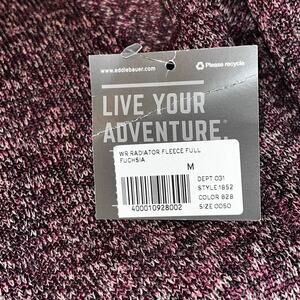 www.eddiebauer.com
Please recycle
LIVE YOUR
ADVENTURE.®
WR RADIATOR FLEECE FULL
FUCHSIA
M
DEPT 031
STYLE 1852
COLOR 828
SIZE 0050
400010928002